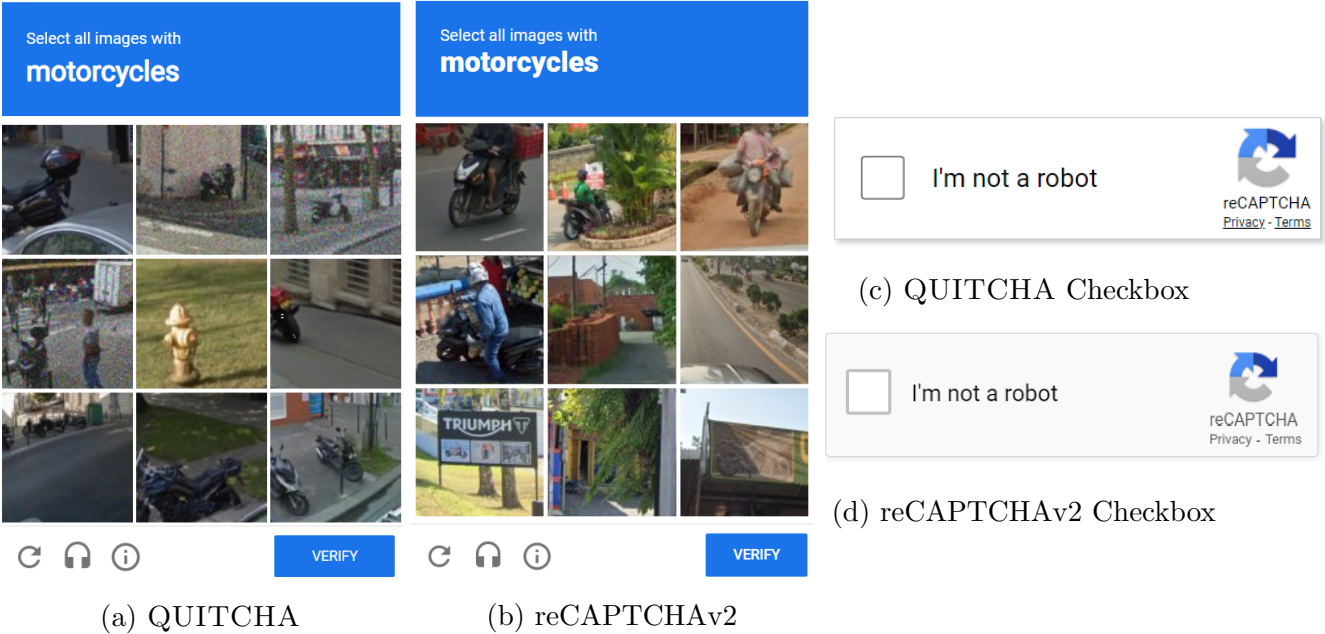 Select all images with
motorcycles
Select all images with
motorcycles
TRIUMPH
VERIFY
VERIFY
(a) QUITCHA
(b) reCAPTCHAv2
I'm not a robot
reCAPTCHA
Privacy - Terms
(c) QUITCHA Checkbox
I'm not a robot
reCAPTCHA
Privacy - Terms
(d) reCAPTCHAv2 Checkbox